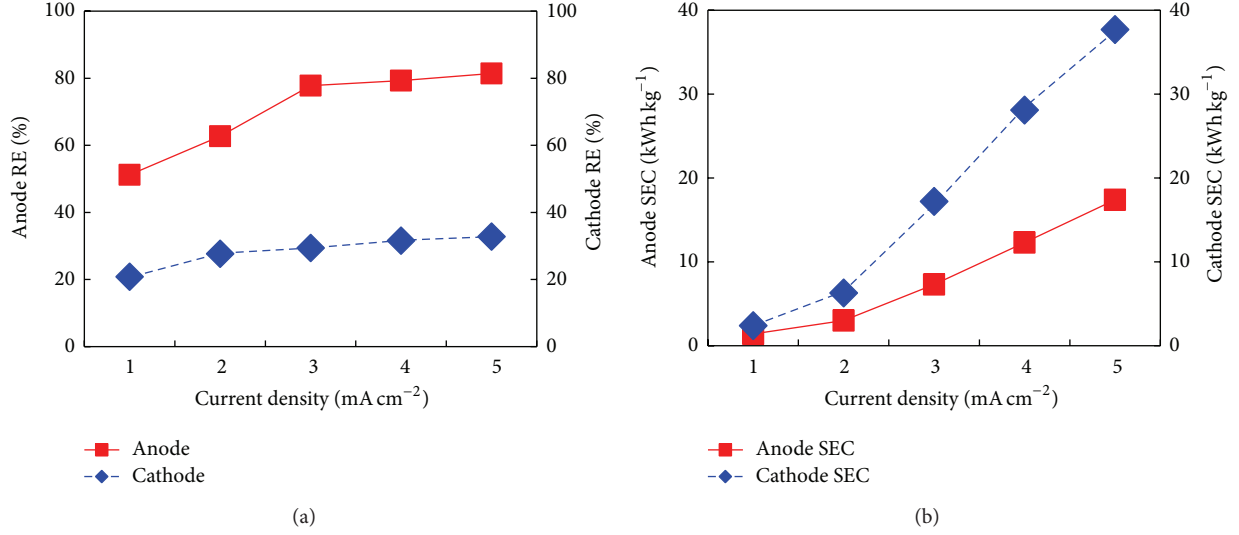 100
80
60
40
20
0
Anode RE (%)
100
80
60
40
20
0
Cathode RE (%)
1 2 3 4 5
Current density (mA cm⁻²)
Anode
Cathode
(a)
40
30
20
10
0
Anode SEC (kWh kg⁻¹)
40
30
20
10
0
Cathode SEC (kWh kg⁻¹)
1 2 3 4 5
Current density (mA cm⁻²)
Anode SEC
Cathode SEC
(b)